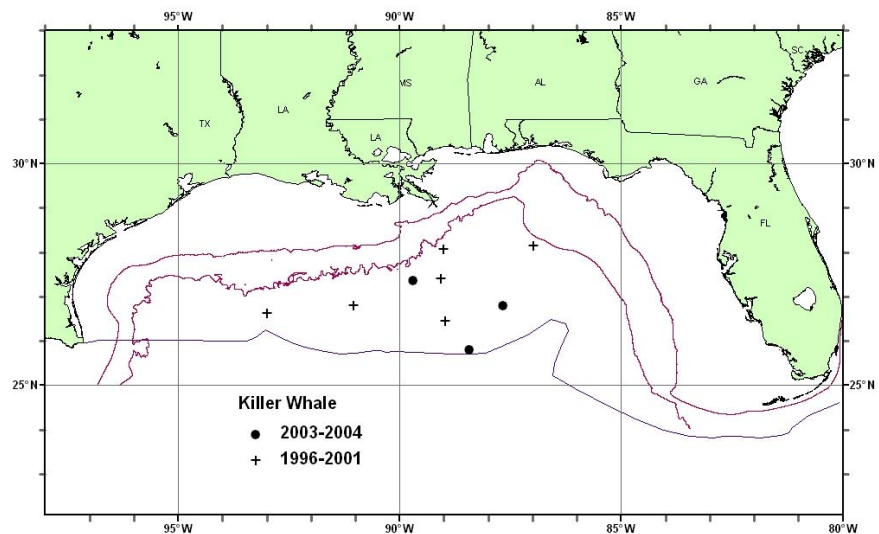 95°W 90°W 85°W 80°W
SC
MS AL GA
LA
TX
LA
30°N 30°N
FL
25°N 25°N
Killer Whale
2003-2004
1996-2001
95°W 90°W 85°W 80°W